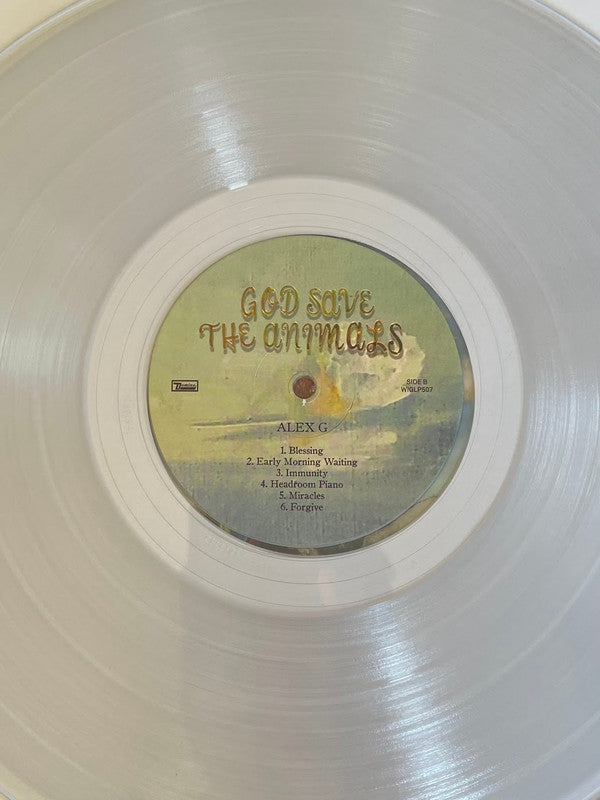 GOD SAVE
THE ANIMALS
Domino
SIDE B
WIGLP507
ALEX G
1. Blessing
2. Early Morning Waiting
3. Immunity
4. Headroom Piano
5. Miracles
6. Forgive